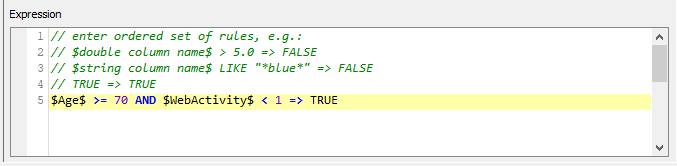 Expression
1 // enter ordered set of rules, e.g.:
2 // $double column name$ > 5.0 => FALSE
3 // $string column name$ LIKE "*blue*" => FALSE
4 // TRUE => TRUE
5 $Age$ >= 70 AND $WebActivity$ < 1 => TRUE